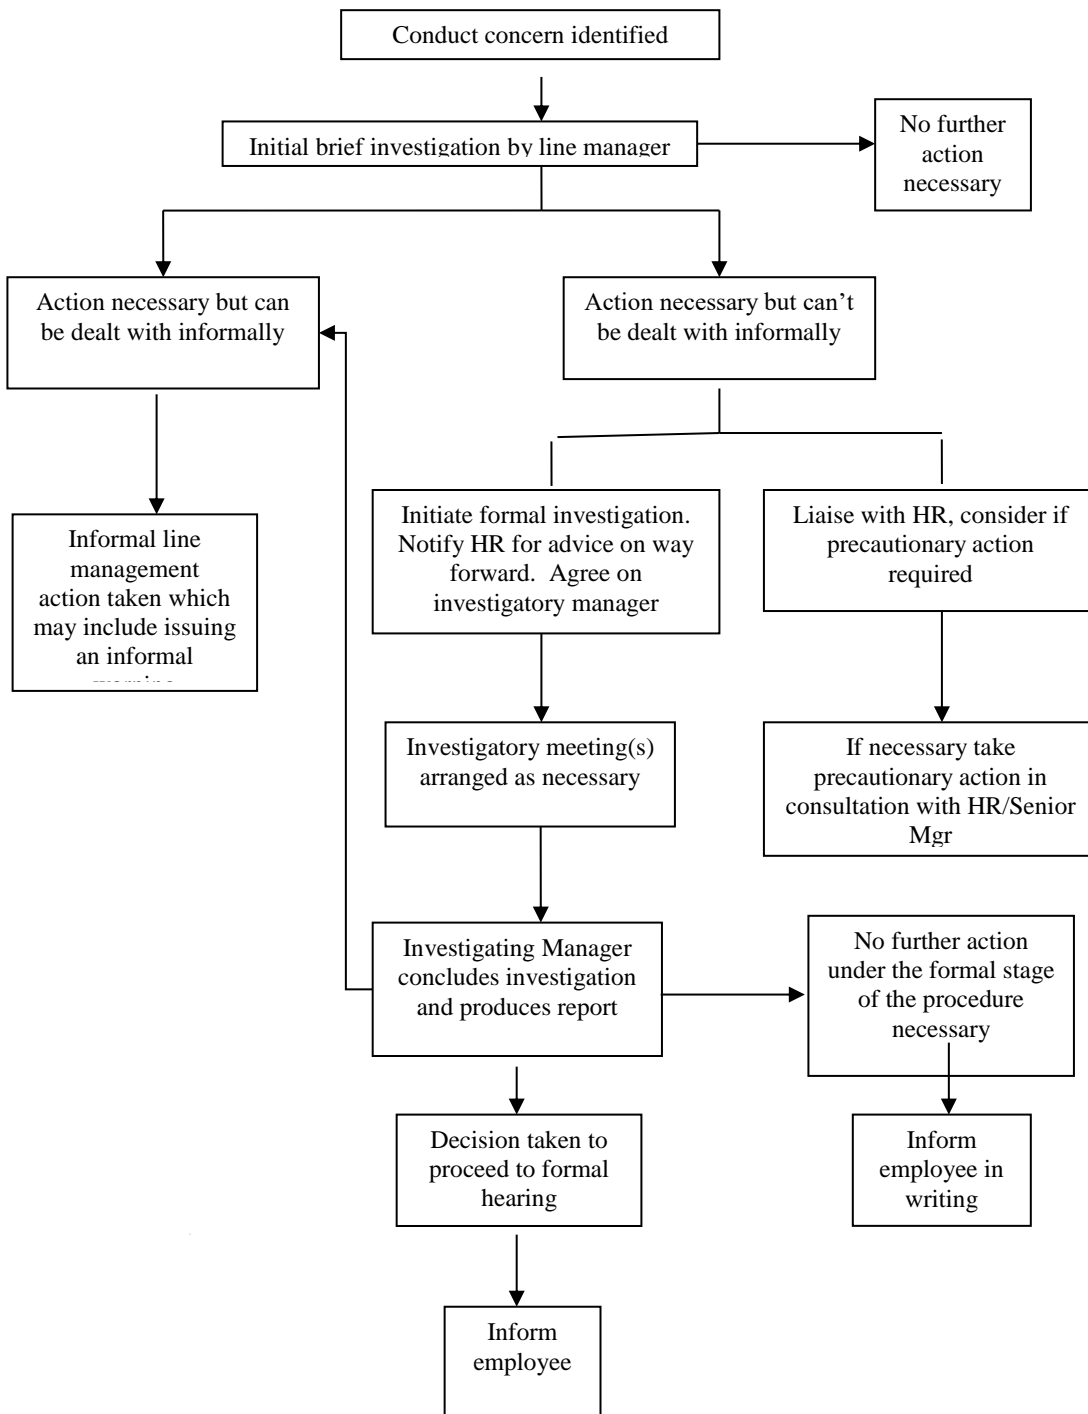 Conduct concern identified
Initial brief investigation by line manager
No further
action
necessary
Action necessary but can
be dealt with informally
Action necessary but can’t
be dealt with informally
Informal line
management
action taken which
may include issuing
an informal
Initiate formal investigation.
Notify HR for advice on way
forward.  Agree on
investigatory manager
Liaise with HR, consider if
precautionary action
required
Investigatory meeting(s)
arranged as necessary
If necessary take
precautionary action in
consultation with HR/Senior
Mgr
Investigating Manager
concludes investigation
and produces report
No further action
under the formal stage
of the procedure
necessary
Decision taken to
proceed to formal
hearing
Inform
employee in
writing
Inform
employee